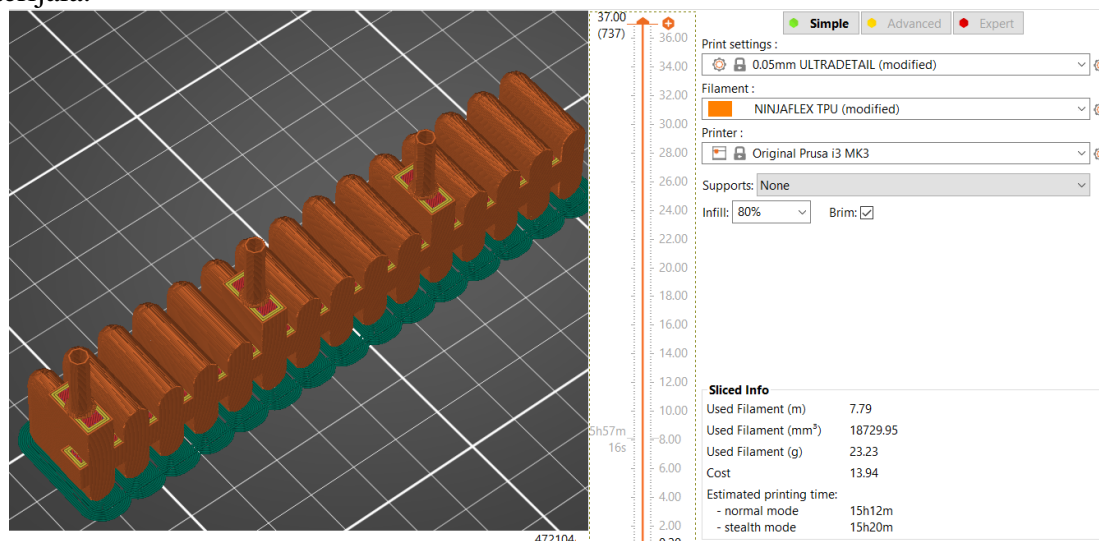 37.00
(737)
36.00
34.00
32.00
30.00
28.00
26.00
24.00
22.00
20.00
18.00
16.00
14.00
12.00
10.00
5h57m
16s
8.00
6.00
4.00
2.00
0.20
472104
Simple
Advanced
Expert
Print settings :
0.05mm ULTRADETAIL (modified)
Filament :
NINJAFLEX TPU (modified)
Printer :
Original Prusa i3 MK3
Supports: None
Infill: 80% Brim:
Sliced Info
Used Filament (m) 7.79
Used Filament (mm³) 18729.95
Used Filament (g) 23.23
Cost 13.94
Estimated printing time:
- normal mode 15h12m
- stealth mode 15h20m